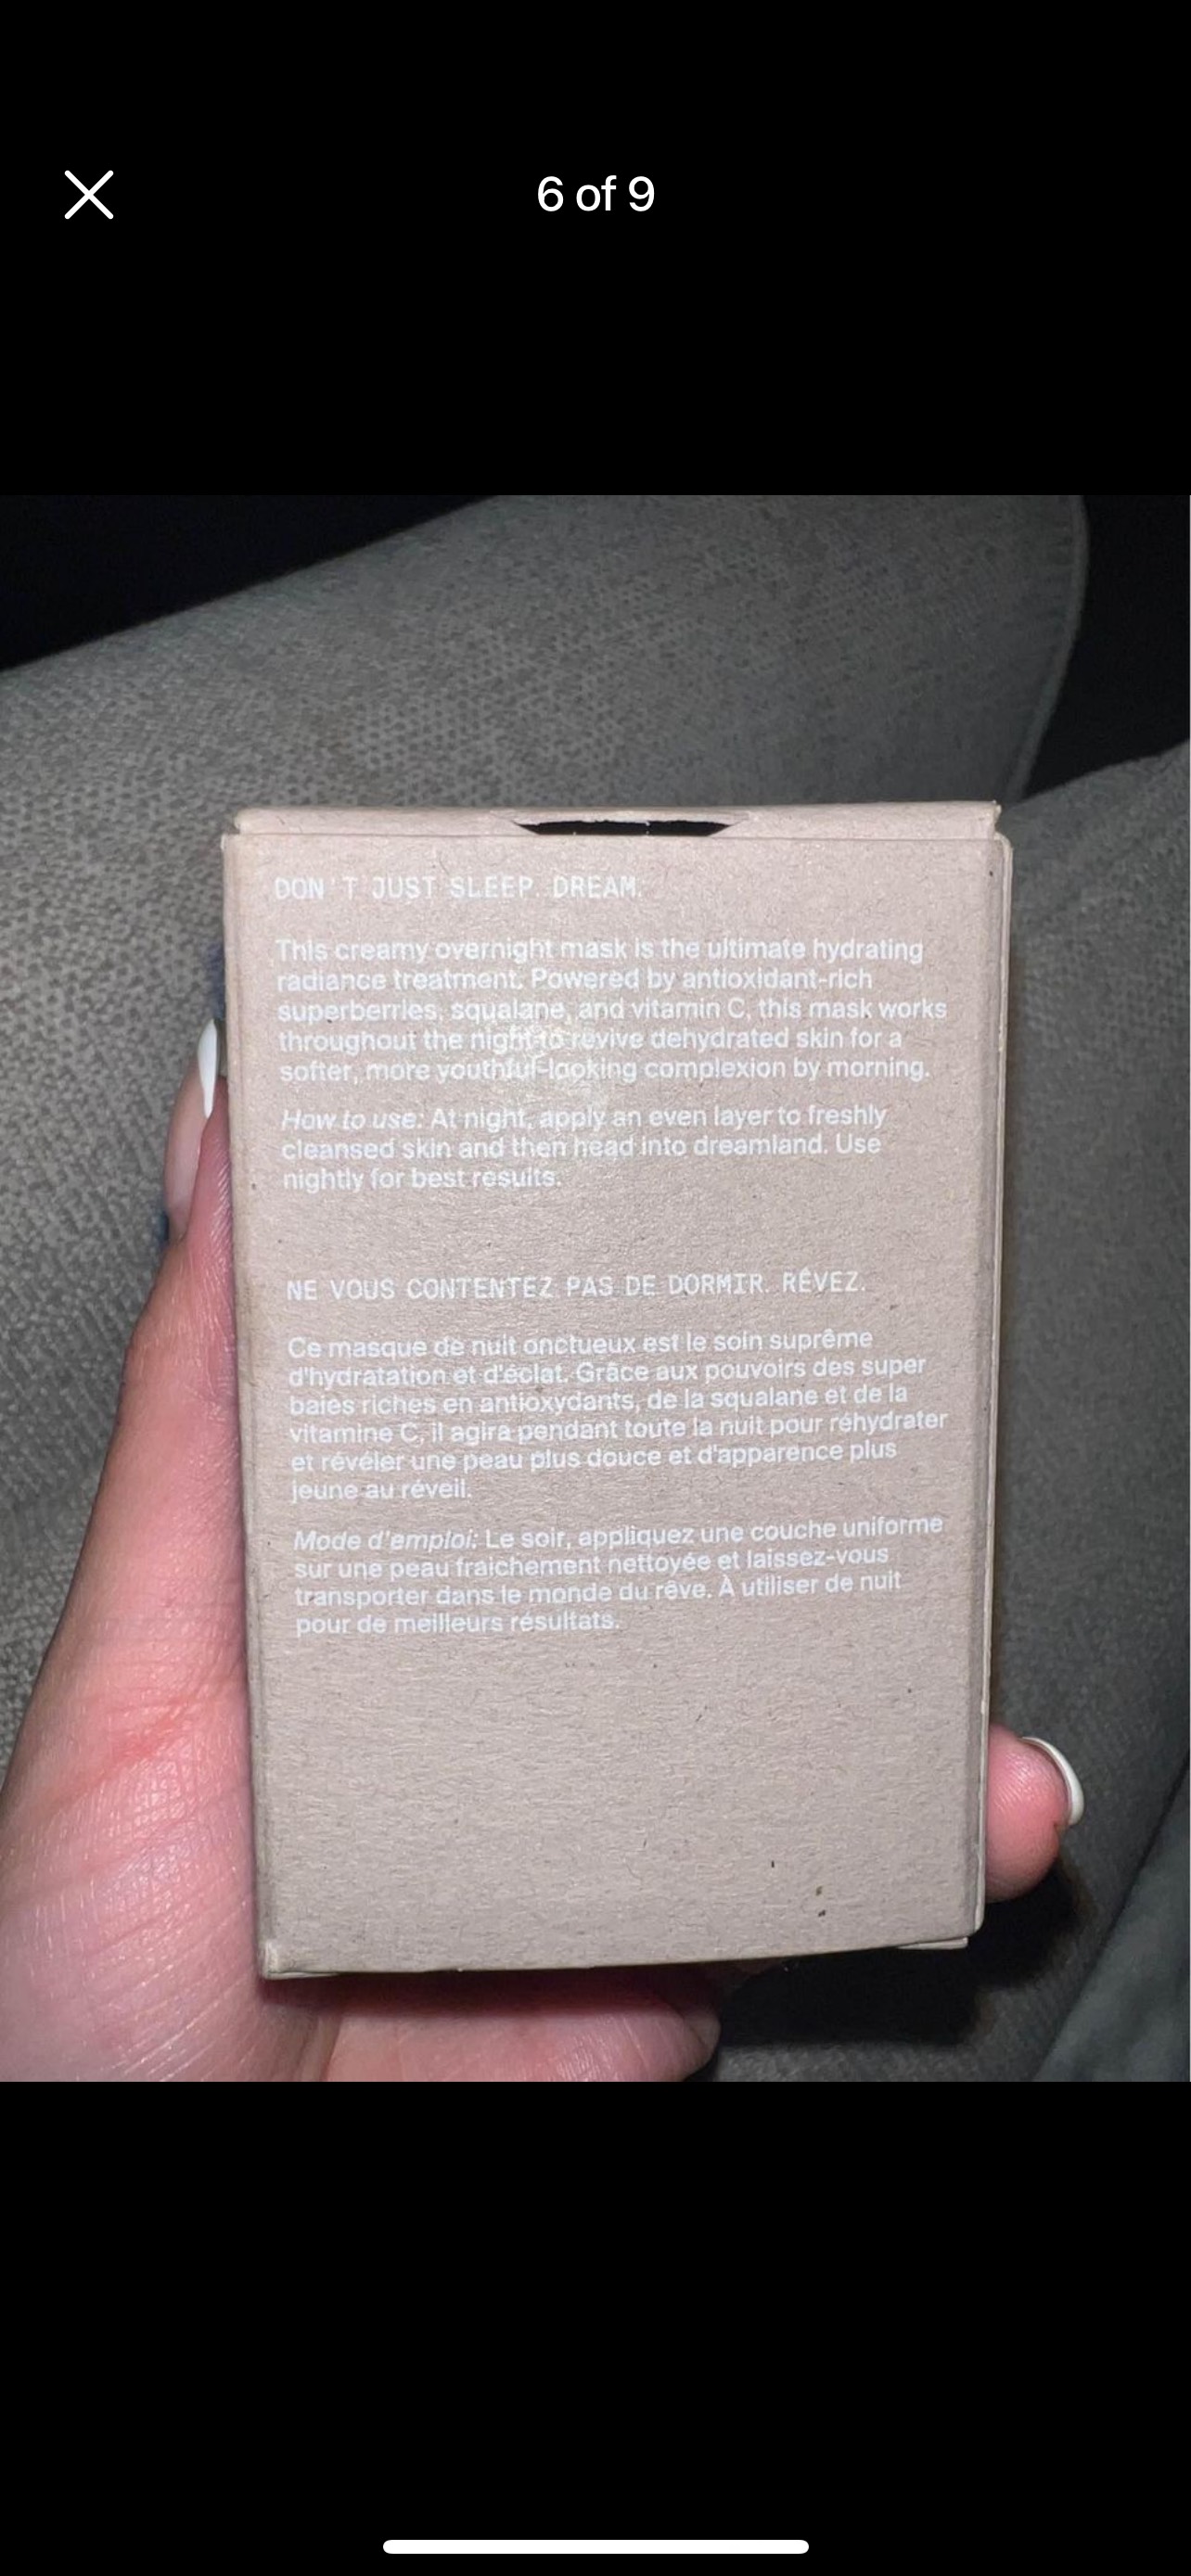 6 of 9
DON'T JUST SLEEP. DREAM.
This creamy overnight mask is the ultimate hydrating
radiance treatment. Powered by antioxidant-rich
superberries, squalane, and vitamin C, this mask works
throughout the night to revive dehydrated skin for a
softer, more youthful-looking complexion by morning.
How to use: At night, apply an even layer to freshly
cleansed skin and then head into dreamland. Use
nightly for best results.
NE VOUS CONTENTEZ PAS DE DORMIR. RÊVEZ.
Ce masque de nuit onctueux est le soin suprême
d'hydratation et d'éclat. Grâce aux pouvoirs des super
baies riches en antioxydants, de la squalane et de la
vitamine C, il agira pendant toute la nuit pour réhydrater
et révéler une peau plus douce et d'apparence plus
jeune au réveil.
Mode d'emploi: Le soir, appliquez une couche uniforme
sur une peau fraichement nettoyée et laissez-vous
transporter dans le monde du rêve. À utiliser de nuit
pour de meilleurs résultats.